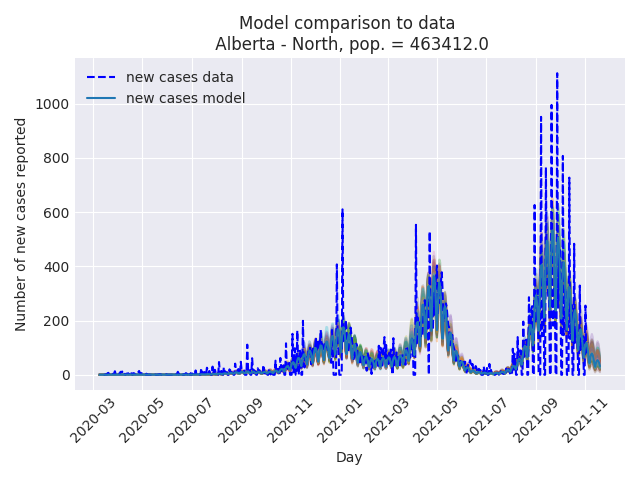 Model comparison to data
Alberta - North, pop. = 463412.0
new cases data
new cases model
Number of new cases reported
1000
800
600
400
200
0
2020-03
2020-05
2020-07
2020-09
2020-11
2021-01
2021-03
2021-05
2021-07
2021-09
2021-11
Day